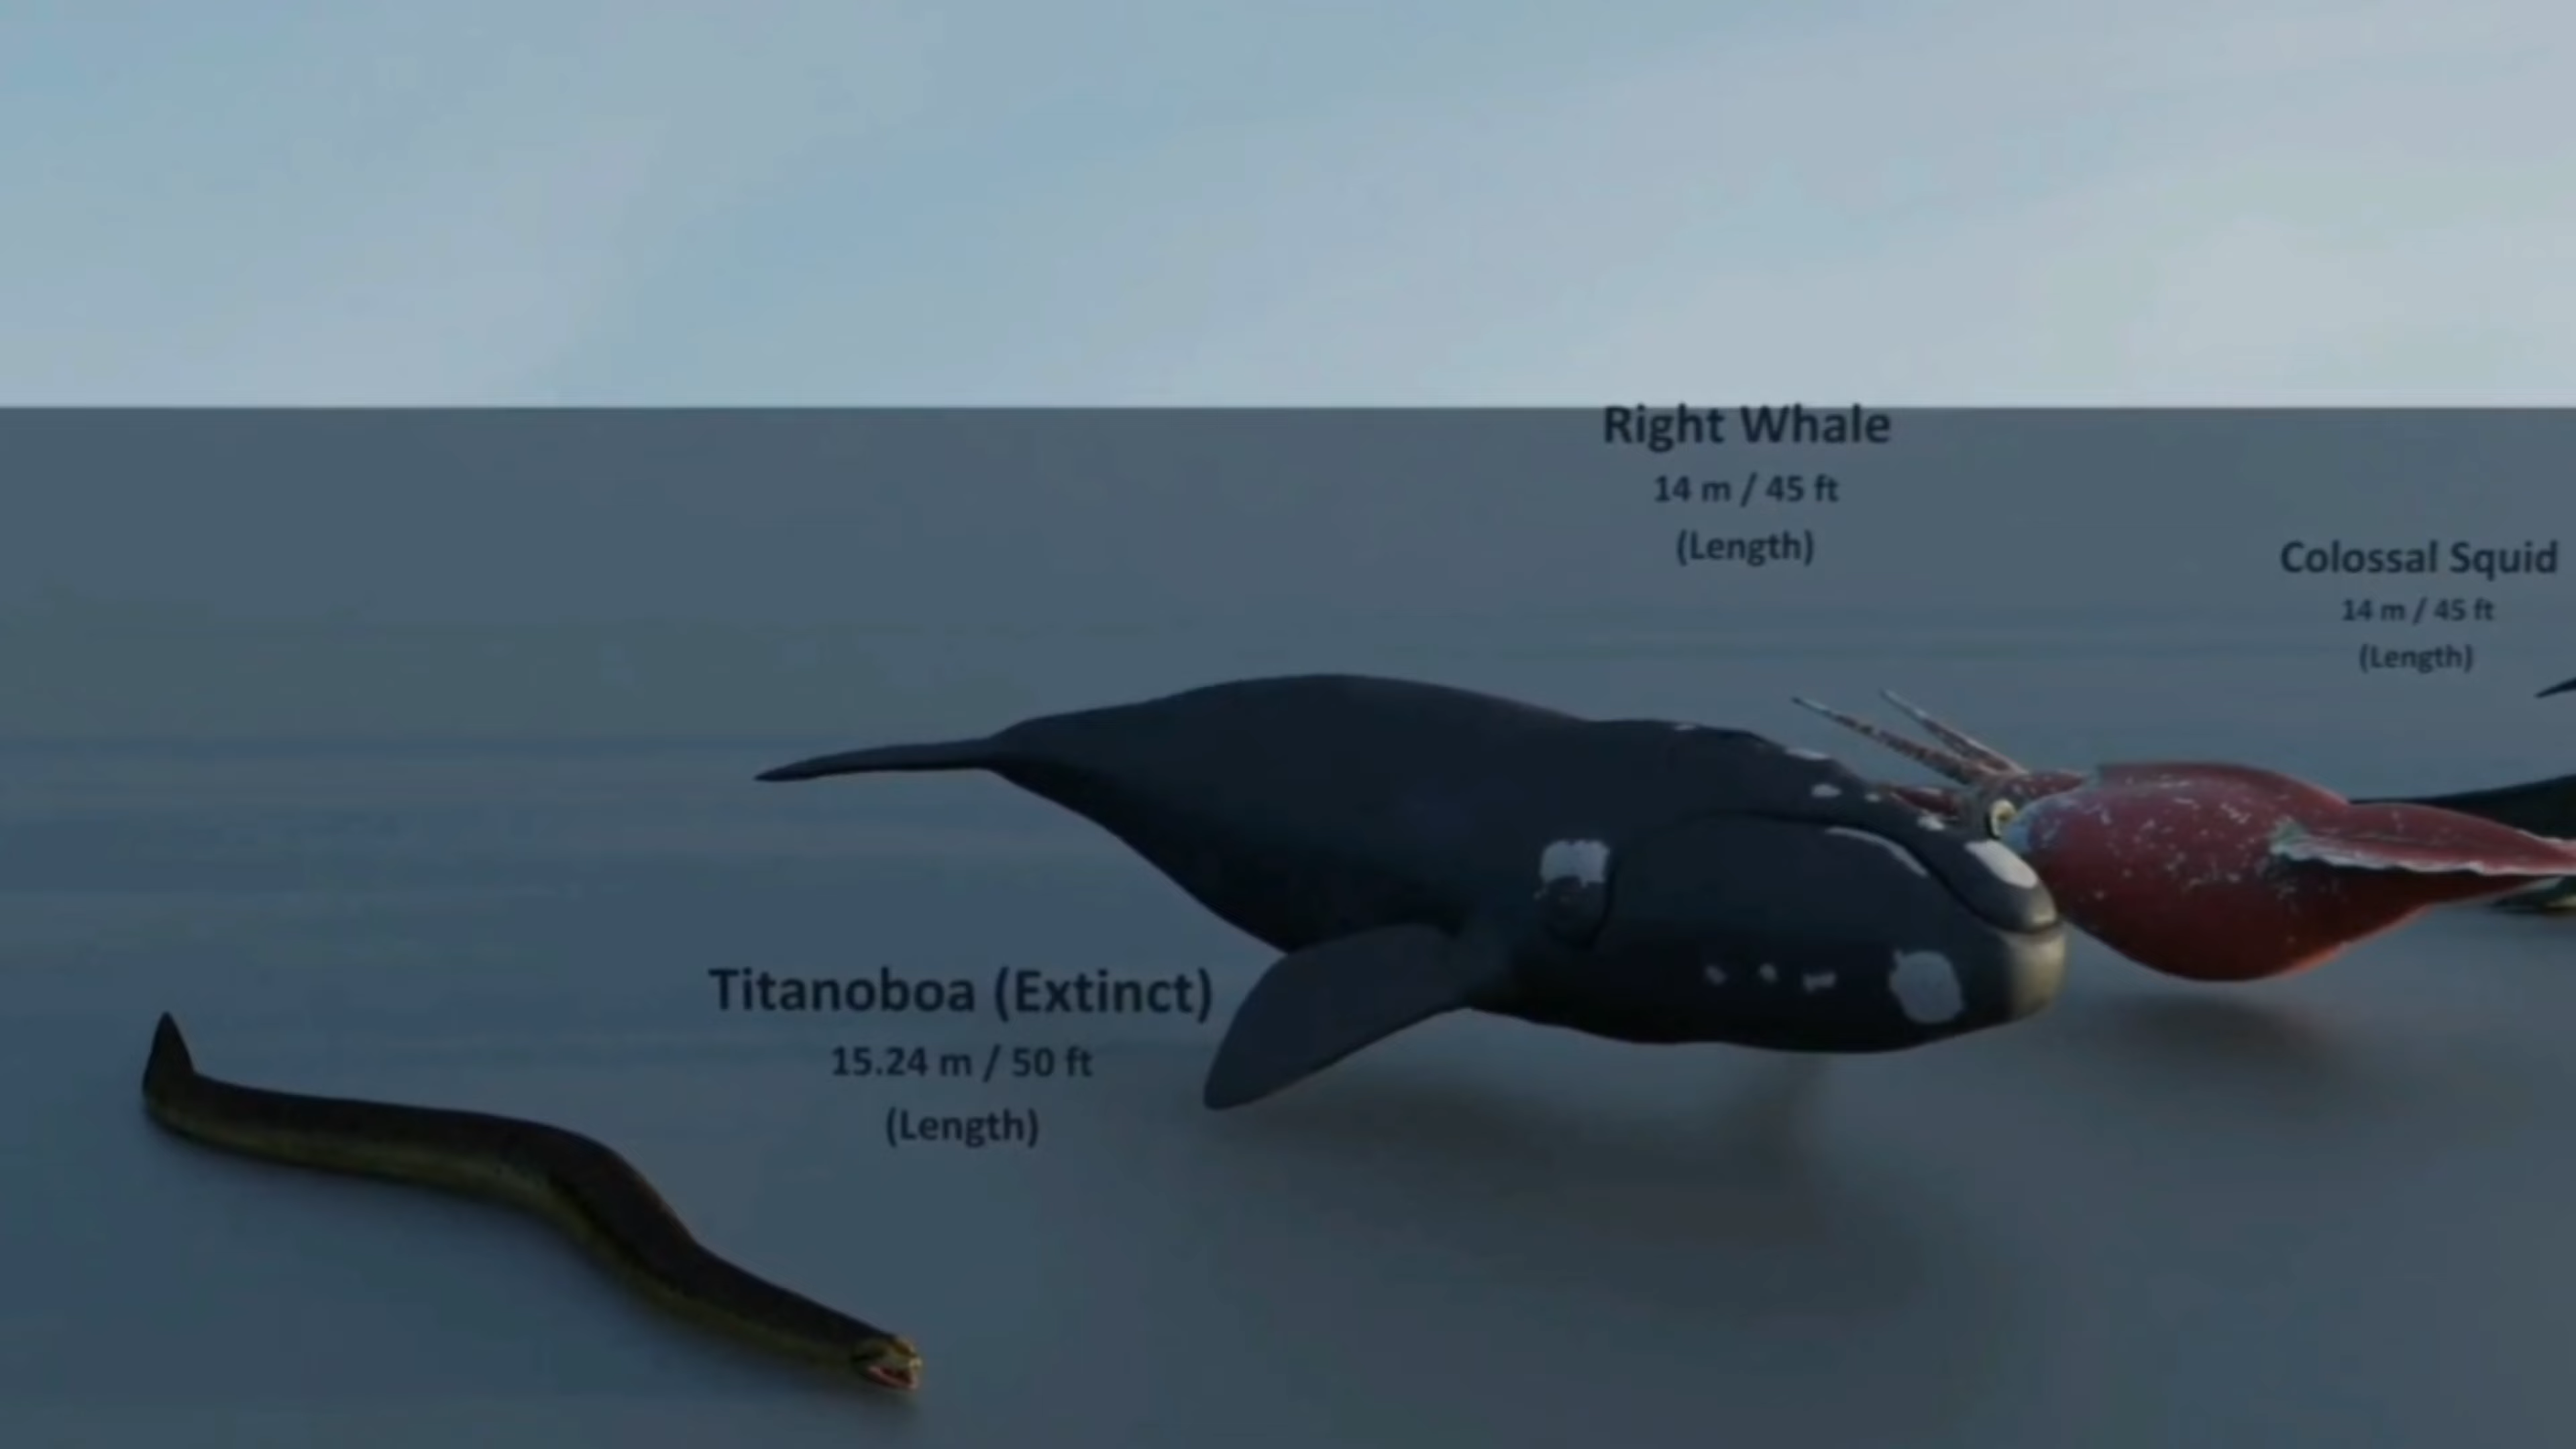 Right Whale
14 m / 45 ft
(Length)
Colossal Squid
14 m / 45 ft
(Length)
Titanoboa (Extinct)
15.24 m / 50 ft
(Length)